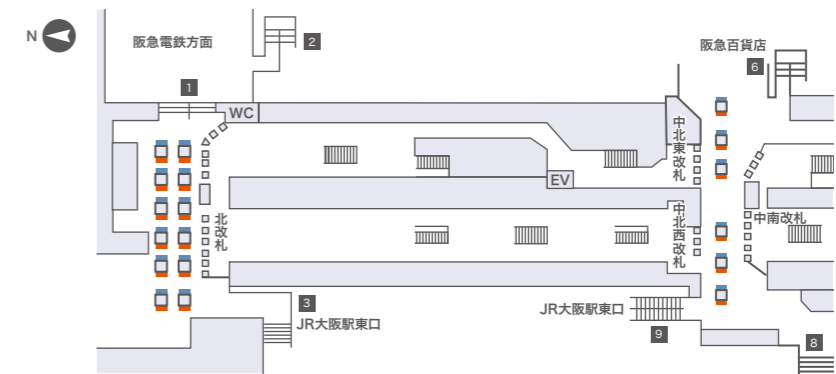 N
阪急電鉄方面
2
阪急百貨店
6
1
WC
中北東改札
EV
北改札
中北西改札
中南改札
3
JR大阪駅東口
JR大阪駅東口
9
8